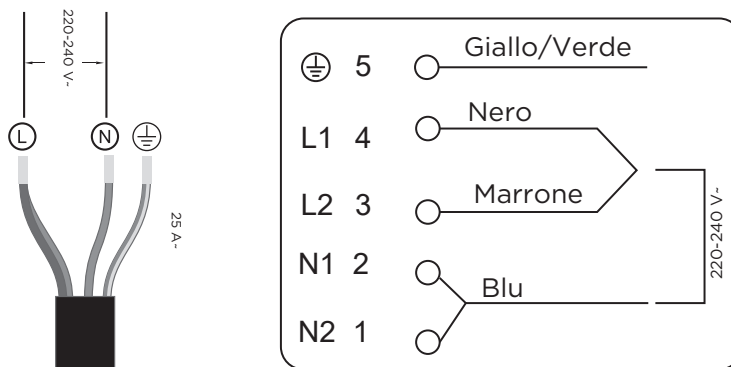 220-240 V~
L
N
25 A~
5 Giallo/Verde
L1 4 Nero
L2 3 Marrone
N1 2
Blu
N2 1
220-240 V~